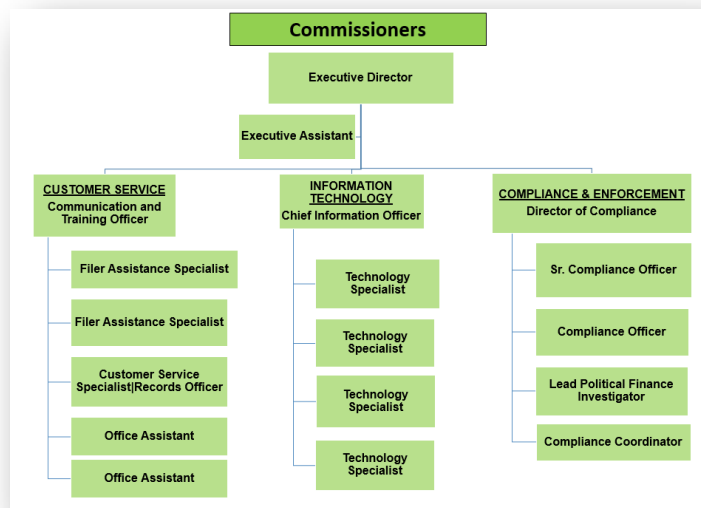 Commissioners
Executive Director
Executive Assistant
CUSTOMER SERVICE
Communication and
Training Officer
Filer Assistance Specialist
Filer Assistance Specialist
Customer Service
Specialist|Records Officer
Office Assistant
Office Assistant
INFORMATION
TECHNOLOGY
Chief Information Officer
Technology
Specialist
Technology
Specialist
Technology
Specialist
Technology
Specialist
COMPLIANCE & ENFORCEMENT
Director of Compliance
Sr. Compliance Officer
Compliance Officer
Lead Political Finance
Investigator
Compliance Coordinator